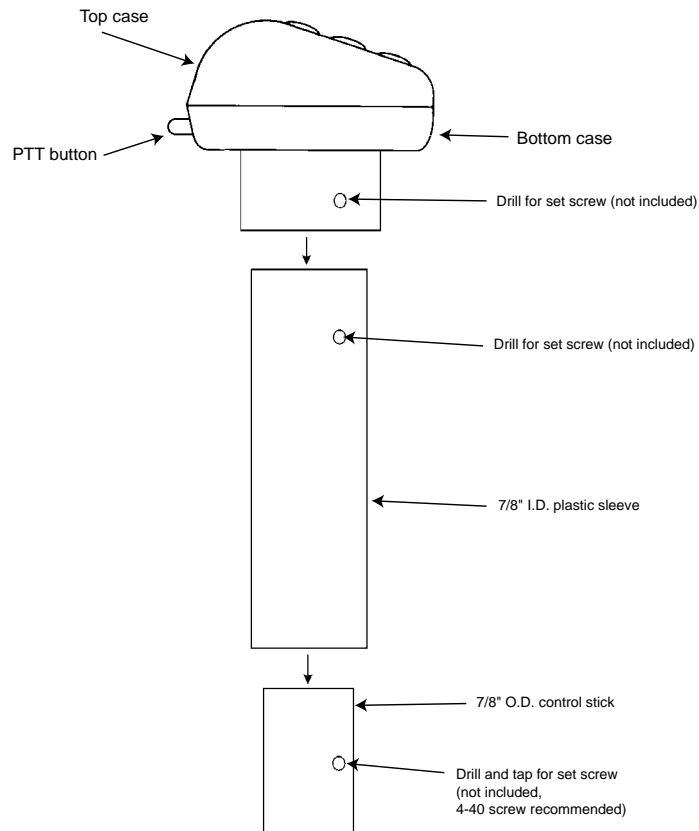 Top case
PTT button
Bottom case
Drill for set screw (not included)
Drill for set screw (not included)
7/8" I.D. plastic sleeve
7/8" O.D. control stick
Drill and tap for set screw
(not included,
4-40 screw recommended)